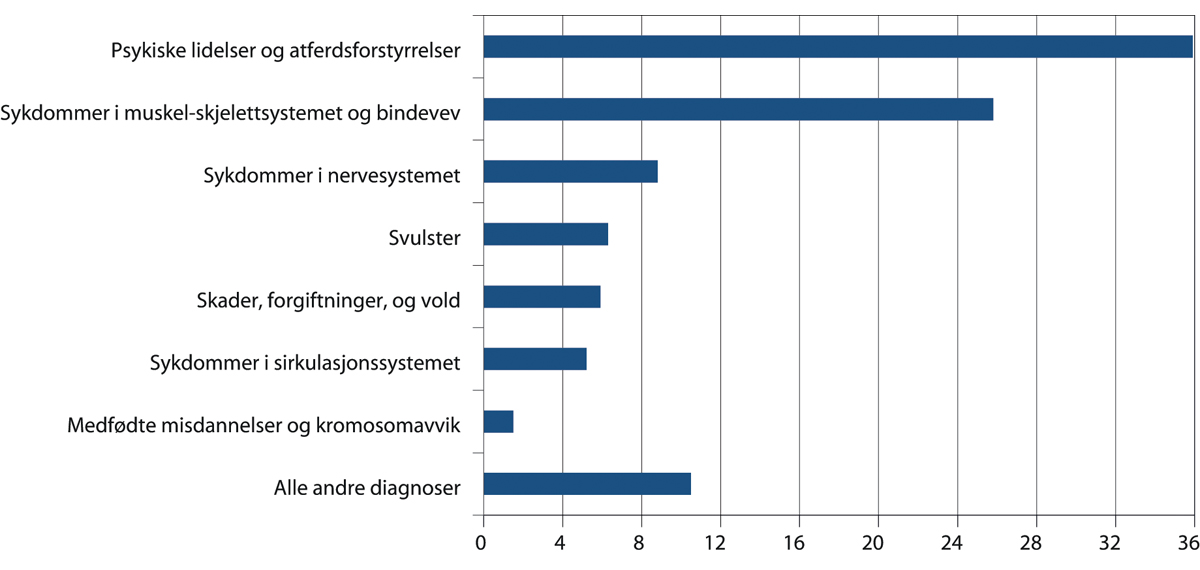 Psykiske lidelser og atferdsforstyrrelser
Sykdommer i muskel-skjelettsystemet og bindevev
Sykdommer i nervesystemet
Svulster
Skader, forgiftninger, og vold
Sykdommer i sirkulasjonssystemet
Medfødte misdannelser og kromosomavvik
Alle andre diagnoser
0 4 8 12 16 20 24 28 32 36